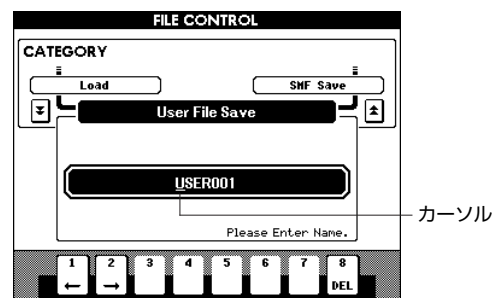 FILE CONTROL
CATEGORY
Load
SMF Save
User File Save
USER001
カーソル
Please Enter Name.
1 2 3 4 5 6 7 8
← → DEL